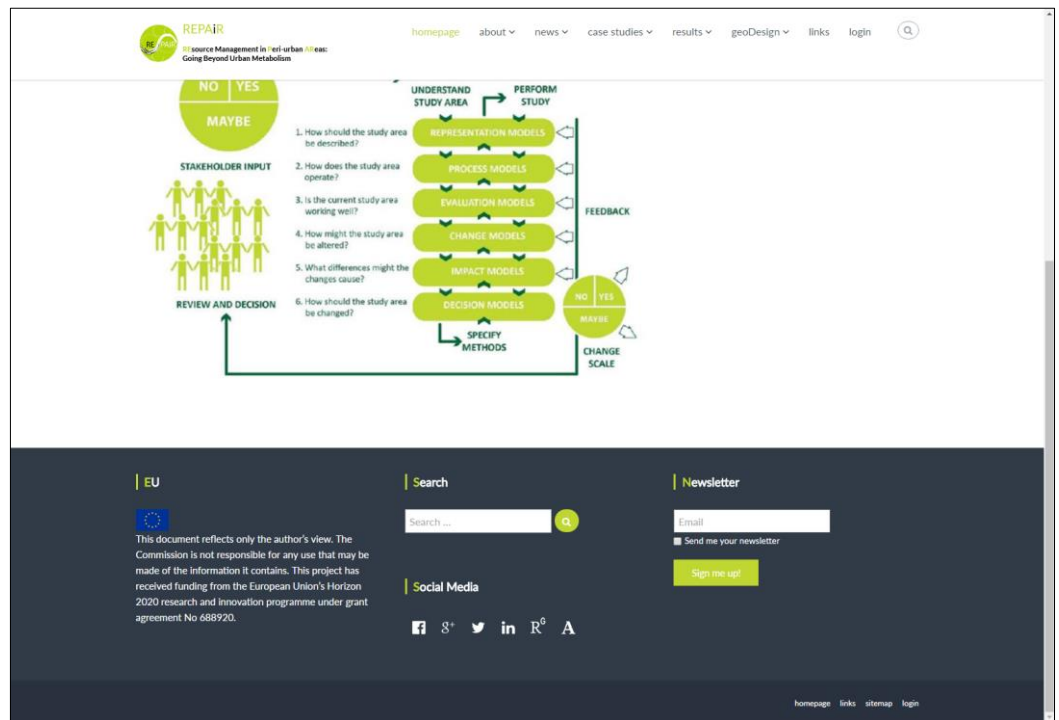 REPAiR
REsource Management in Peri-urban AReas:
Going Beyond Urban Metabolism
homepage about news case studies results geoDesign links login
NO YES
MAYBE
STAKEHOLDER INPUT
REVIEW AND DECISION
UNDERSTAND
STUDY AREA
PERFORM
STUDY
1. How should the study area
be described?
REPRESENTATION MODELS
2. How does the study area
operate?
PROCESS MODELS
3. Is the current study area
working well?
EVALUATION MODELS
4. How might the study area
be altered?
CHANGE MODELS
5. What differences might the
changes cause?
IMPACT MODELS
6. How should the study area
be changed?
DECISION MODELS
SPECIFY
METHODS
FEEDBACK
NO YES
MAYBE
CHANGE
SCALE
EU
This document reflects only the author's view. The
Commission is not responsible for any use that may be
made of the information it contains. This project has
received funding from the European Union's Horizon
2020 research and innovation programme under grant
agreement No 688920.
Search
Search ...
Social Media
g+ in RG A
Newsletter
Email
Send me your newsletter
Sign me up!
homepage links sitemap login